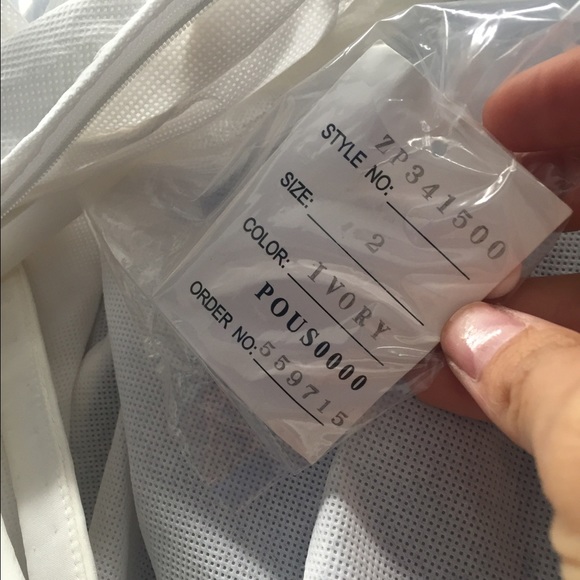 STYLE NO: ZP341500
SIZE: 2
COLOR: IVORY
POUS0000
ORDER NO: 559715